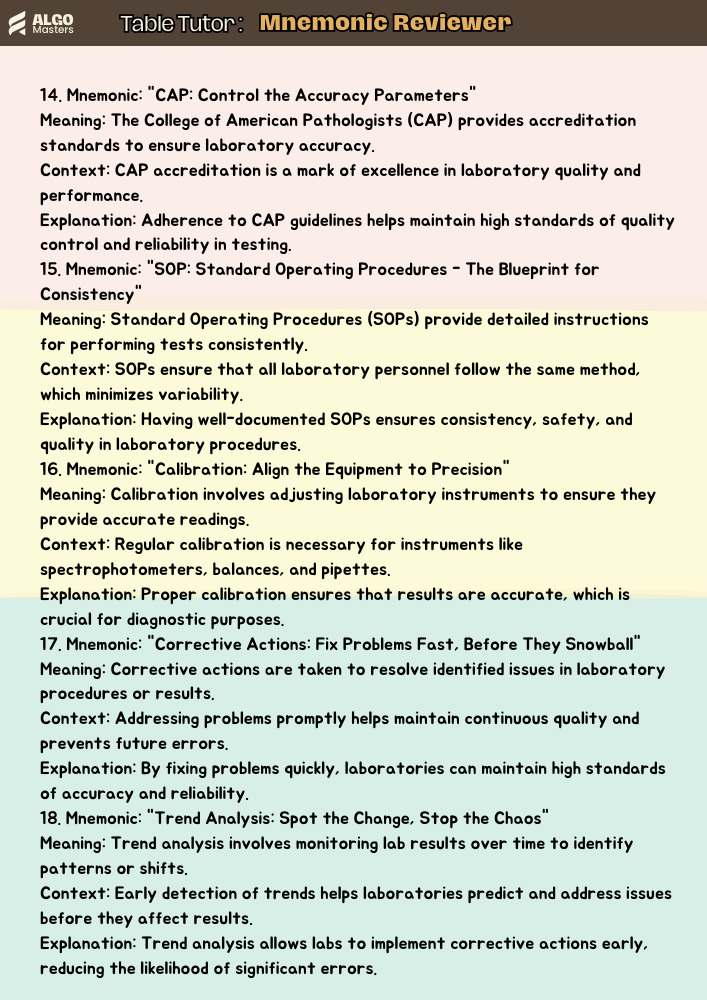 ALGO
Masters
Table Tutor: Mnemonic Reviewer
14. Mnemonic: "CAP: Control the Accuracy Parameters"
Meaning: The College of American Pathologists (CAP) provides accreditation
standards to ensure laboratory accuracy.
Context: CAP accreditation is a mark of excellence in laboratory quality and
performance.
Explanation: Adherence to CAP guidelines helps maintain high standards of quality
control and reliability in testing.
15. Mnemonic: "SOP: Standard Operating Procedures - The Blueprint for
Consistency"
Meaning: Standard Operating Procedures (SOPs) provide detailed instructions
for performing tests consistently.
Context: SOPs ensure that all laboratory personnel follow the same method,
which minimizes variability.
Explanation: Having well-documented SOPs ensures consistency, safety, and
quality in laboratory procedures.
16. Mnemonic: "Calibration: Align the Equipment to Precision"
Meaning: Calibration involves adjusting laboratory instruments to ensure they
provide accurate readings.
Context: Regular calibration is necessary for instruments like
spectrophotometers, balances, and pipettes.
Explanation: Proper calibration ensures that results are accurate, which is
crucial for diagnostic purposes.
17. Mnemonic: "Corrective Actions: Fix Problems Fast, Before They Snowball"
Meaning: Corrective actions are taken to resolve identified issues in laboratory
procedures or results.
Context: Addressing problems promptly helps maintain continuous quality and
prevents future errors.
Explanation: By fixing problems quickly, laboratories can maintain high standards
of accuracy and reliability.
18. Mnemonic: "Trend Analysis: Spot the Change, Stop the Chaos"
Meaning: Trend analysis involves monitoring lab results over time to identify
patterns or shifts.
Context: Early detection of trends helps laboratories predict and address issues
before they affect results.
Explanation: Trend analysis allows labs to implement corrective actions early,
reducing the likelihood of significant errors.